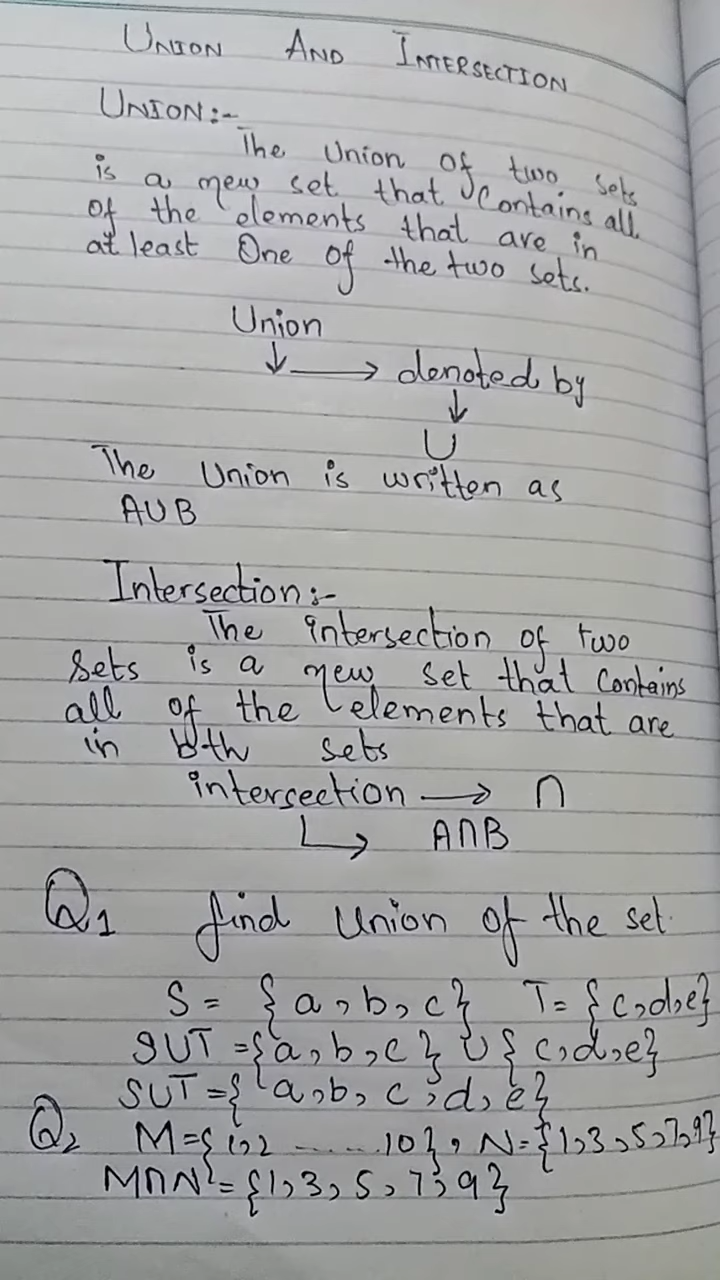 UNION AND INTERSECTION
UNION:-
The Union of two sets
is a new set that Contains all
of the elements that are in
at least One of the two sets.
Union
↓ → denoted by
↓
U
The Union is written as
AUB
Intersection:-
The intersection of two
sets is a new set that Contains
all of the elements that are
in both sets
intersection → ∩
↳ A∩B
Q1 find union of the set.
S = {a, b, c} T = {c, d, e}
SUT = {a, b, c} U {c, d, e}
SUT = {a, b, c, d, e}
Q2 M = {1, 2 ...... 10}, N = {1, 3, 5, 7, 9}
M∩N = {1, 3, 5, 7, 9}